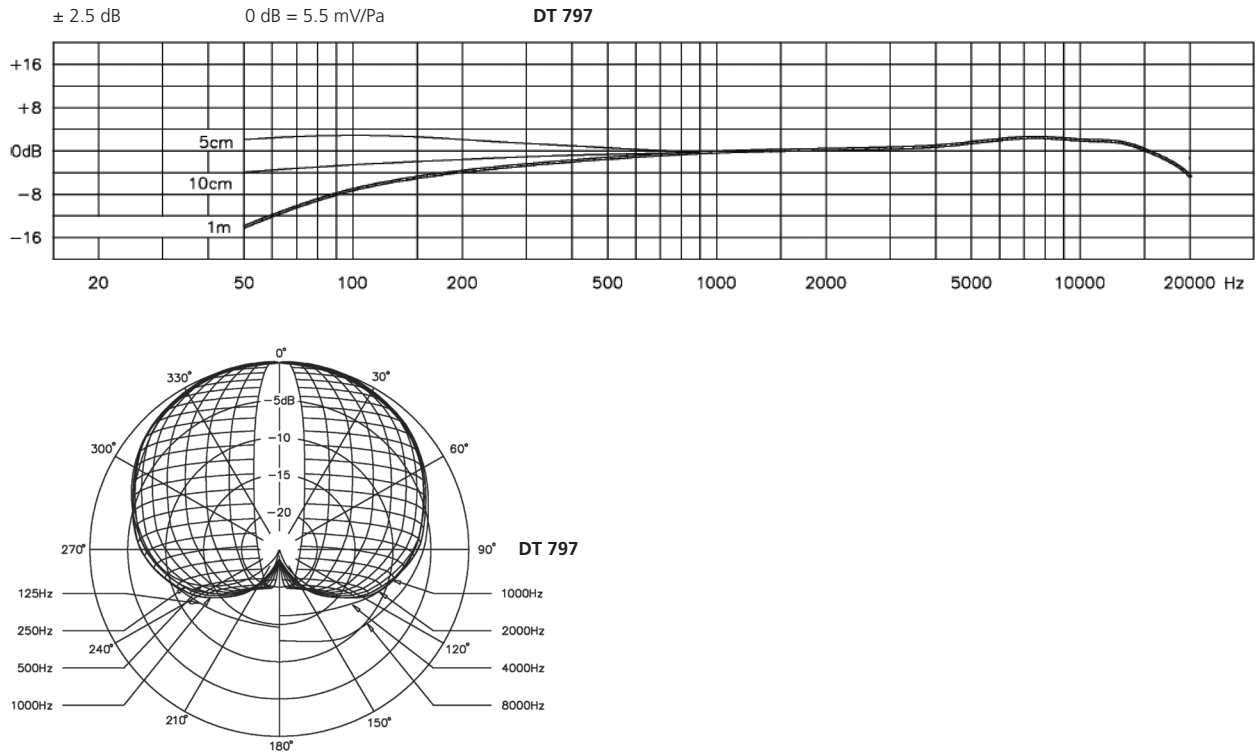 ± 2.5 dB 0 dB = 5.5 mV/Pa DT 797
+16
+8
0dB
-8
-16
5cm
10cm
1m
20 50 100 200 500 1000 2000 5000 10000 20000 Hz
0°
330° 30°
-5dB
300° 60°
-10
-15
-20
270° 90° DT 797
125Hz 1000Hz
250Hz 2000Hz
240° 120°
500Hz 4000Hz
1000Hz 8000Hz
210° 150°
180°